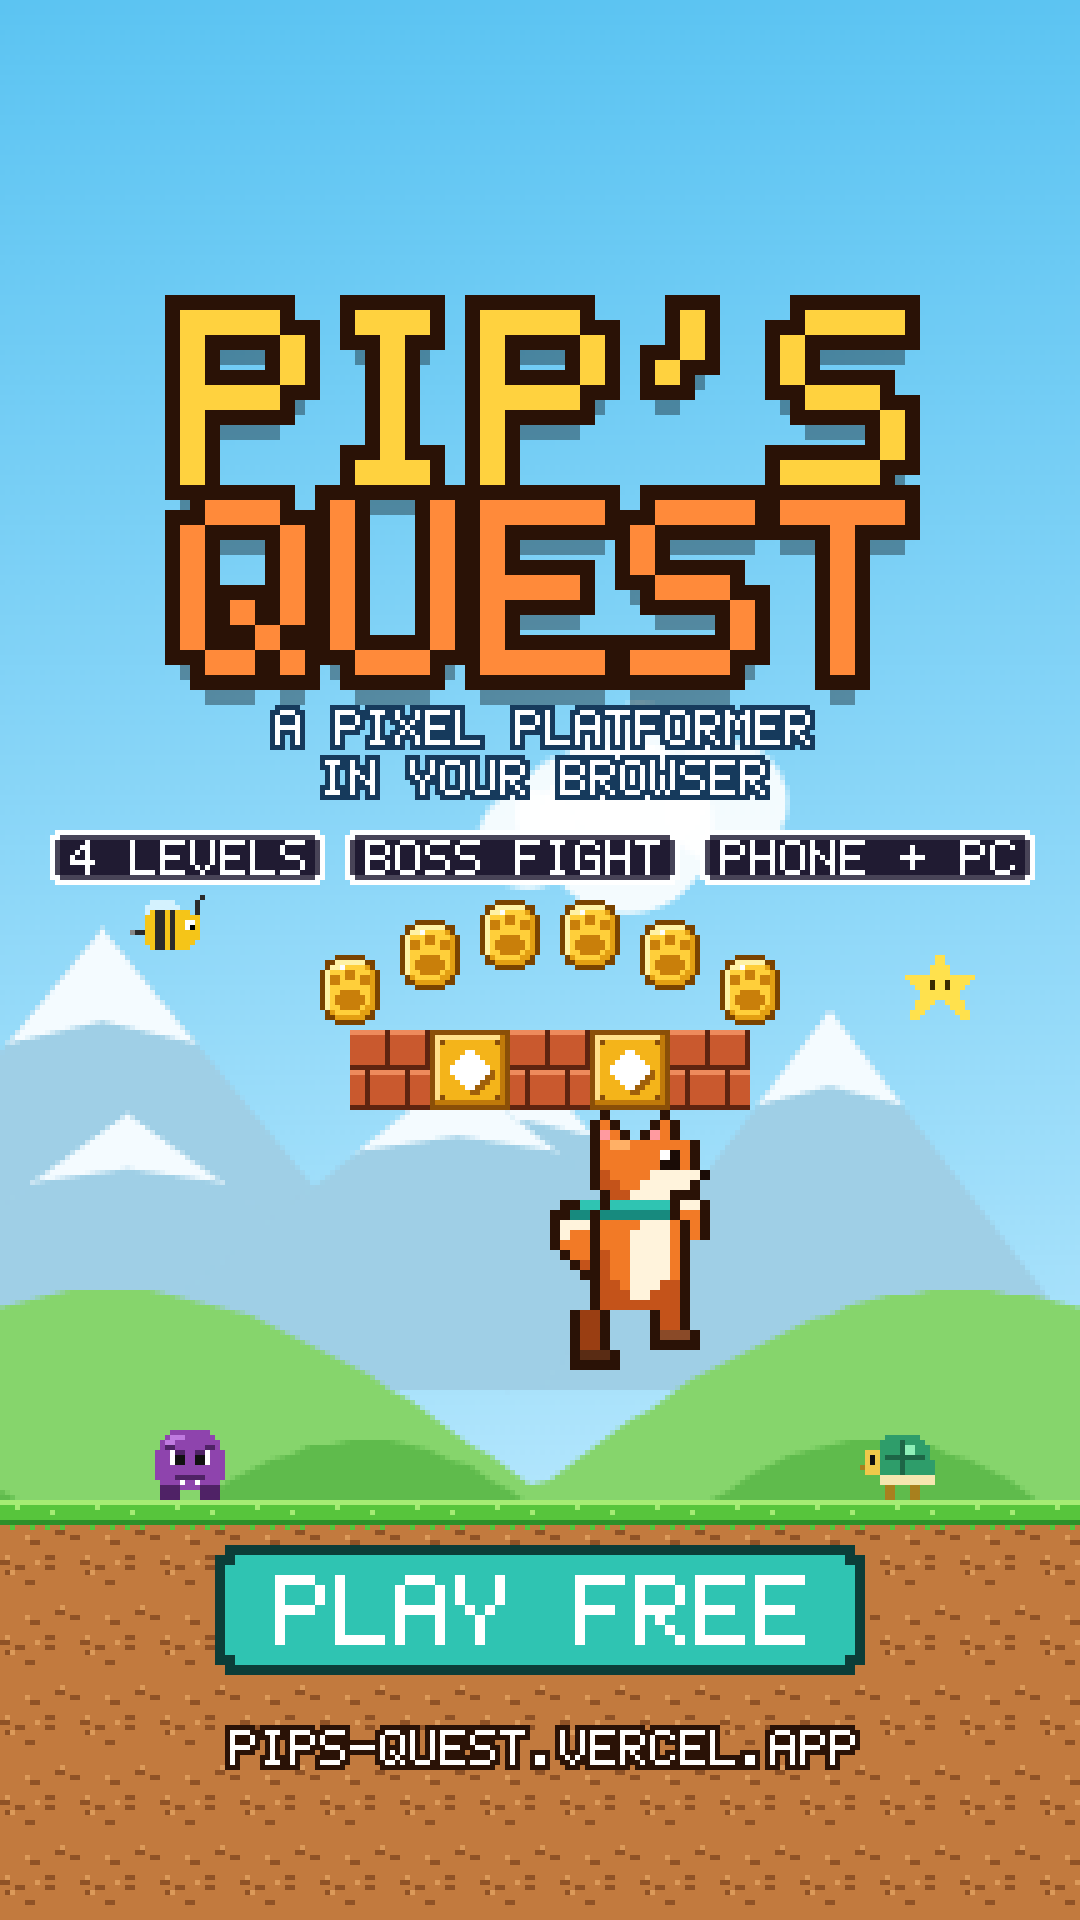 PIP'S
QUEST
A PIXEL PLATFORMER
IN YOUR BROWSER
4 LEVELS
BOSS FIGHT
PHONE + PC
PLAY FREE
PIPS-QUEST.VERCEL.APP